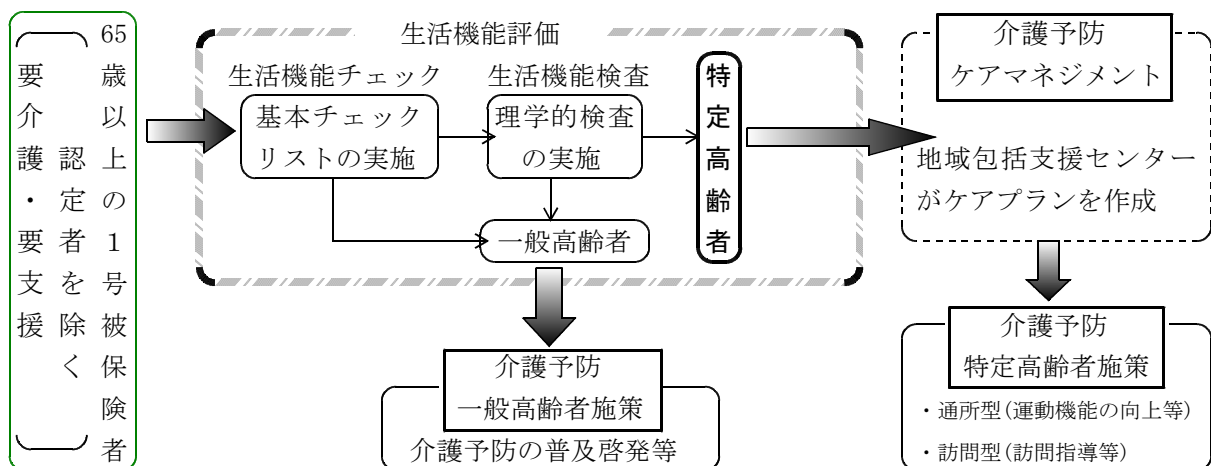 65歳以上の1号被保険者
要介護・要支援
認定者を除く
生活機能評価
生活機能チェック
基本チェック
リストの実施
生活機能検査
理学的検査
の実施
一般高齢者
特定高齢者
介護予防
ケアマネジメント
地域包括支援センター
がケアプランを作成
介護予防
一般高齢者施策
介護予防の普及啓発等
介護予防
特定高齢者施策
・通所型(運動機能の向上等)
・訪問型(訪問指導等)